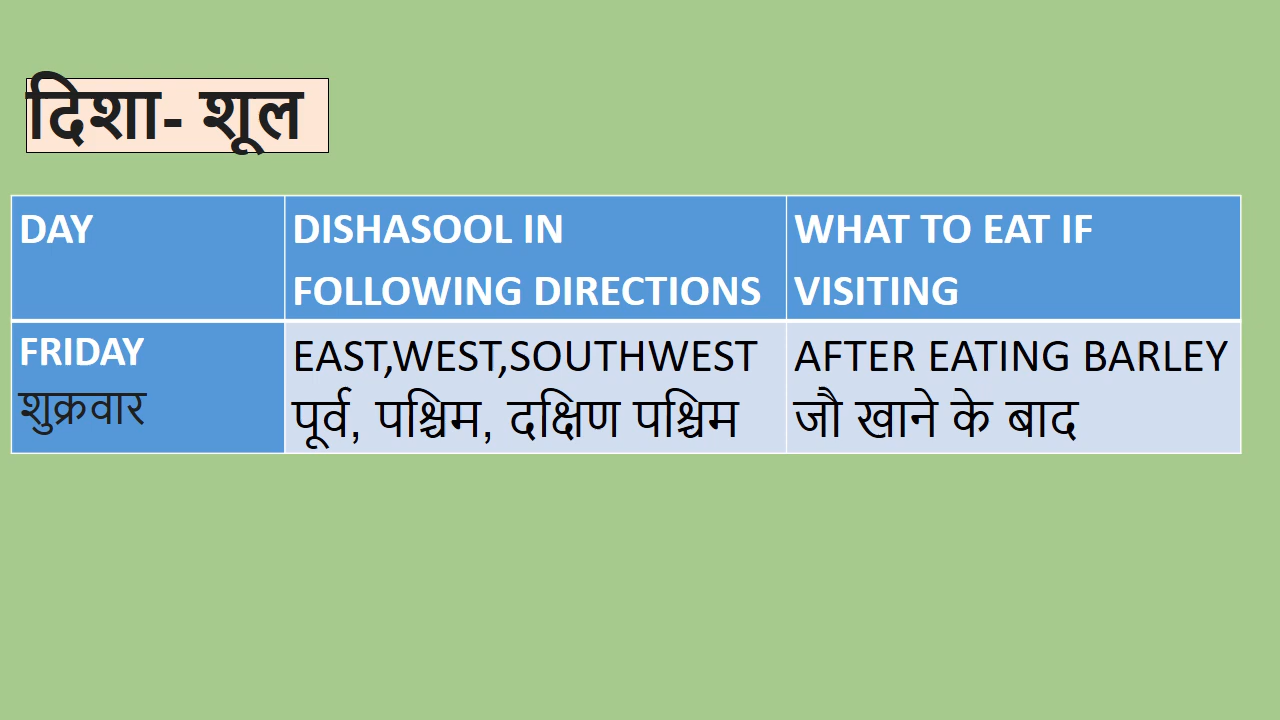 दिशा- शूल
DAY
DISHASOOL IN
FOLLOWING DIRECTIONS
WHAT TO EAT IF
VISITING
FRIDAY
शुक्रवार
EAST,WEST,SOUTHWEST
पूर्व, पश्चिम, दक्षिण पश्चिम
AFTER EATING BARLEY
जौ खाने के बाद